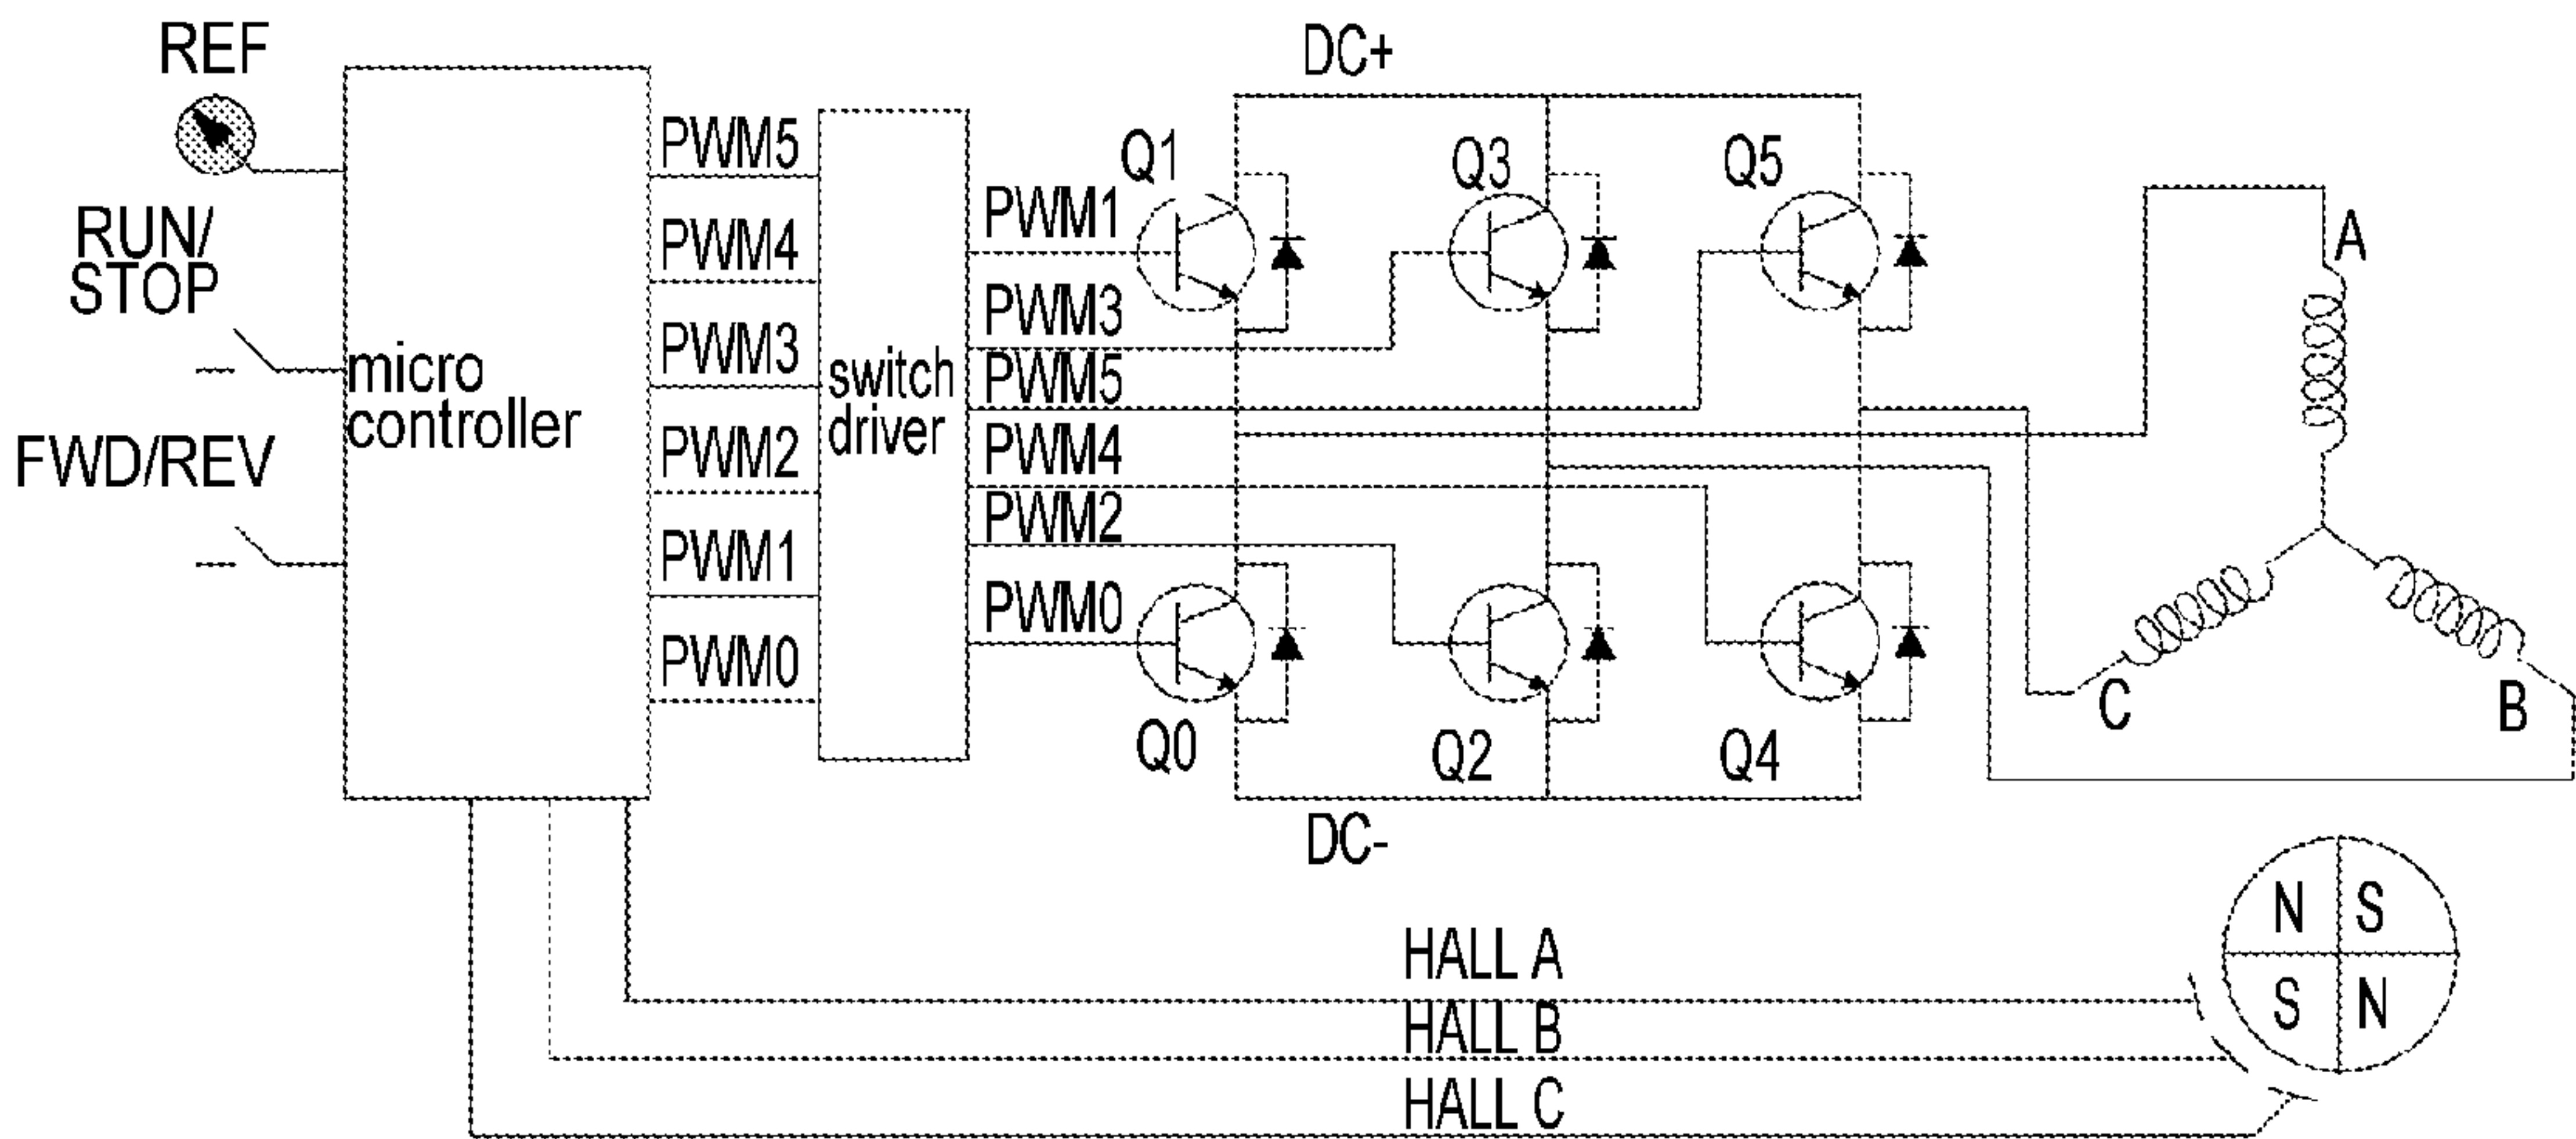 REF
RUN/
STOP
FWD/REV
micro
controller
PWM5
PWM4
PWM3
PWM2
PWM1
PWM0
switch
driver
PWM1
PWM3
PWM5
PWM4
PWM2
PWM0
DC+
Q1
Q3
Q5
Q0
Q2
Q4
DC-
A
C
B
N S
S N
HALL A
HALL B
HALL C